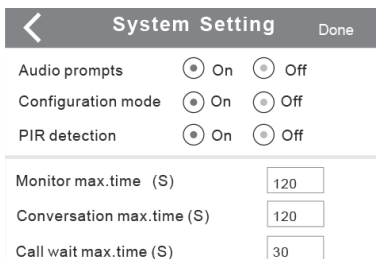 System Setting Done
Audio prompts On Off
Configuration mode On Off
PIR detection On Off
Monitor max.time (S) 120
Conversation max.time (S) 120
Call wait max.time (S) 30